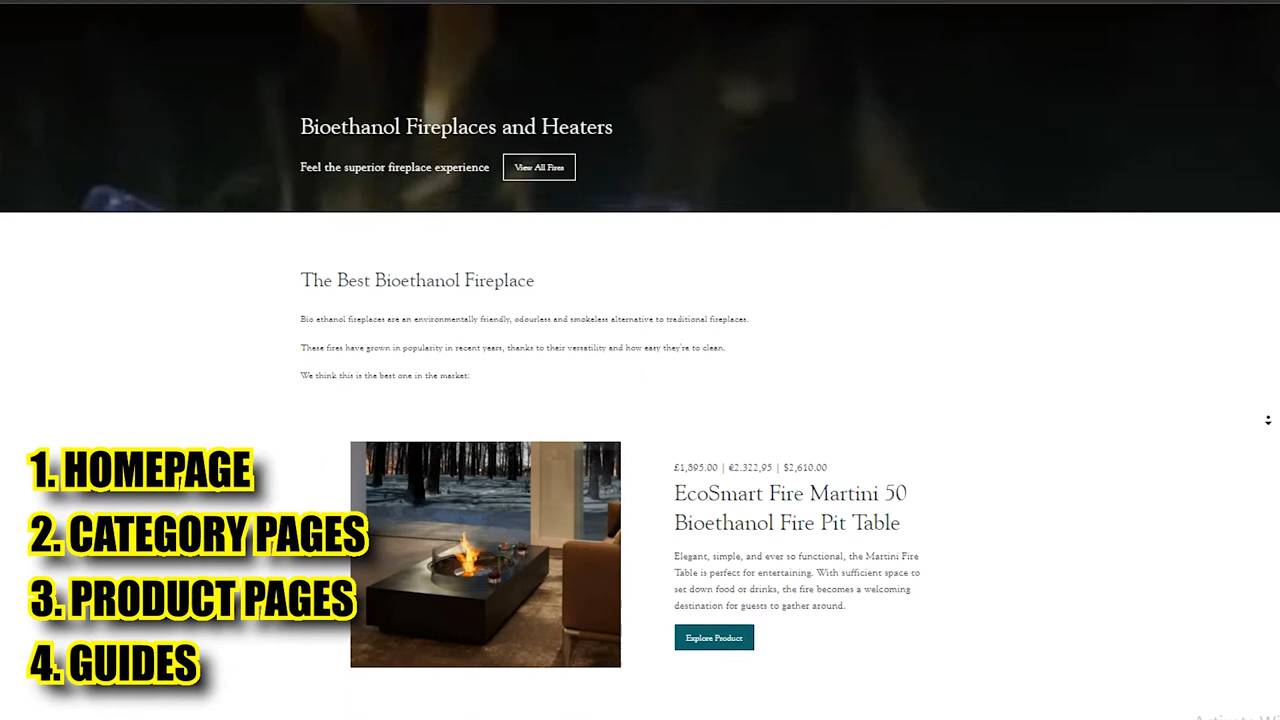 Bioethanol Fireplaces and Heaters
Feel the superior fireplace experience
View All Fires
The Best Bioethanol Fireplace
Bio ethanol fireplaces are an environmentally friendly, odourless and smokeless alternative to traditional fireplaces.
These fires have grown in popularity in recent years, thanks to their versatility and how easy they're to clean.
We think this is the best one in the market:
£1,895.00 | €2.322,95 | $2,610.00
EcoSmart Fire Martini 50
Bioethanol Fire Pit Table
Elegant, simple, and ever so functional, the Martini Fire
Table is perfect for entertaining. With sufficient space to
set down food or drinks, the fire becomes a welcoming
destination for guests to gather around.
Explore Product
1. HOMEPAGE
2. CATEGORY PAGES
3. PRODUCT PAGES
4. GUIDES